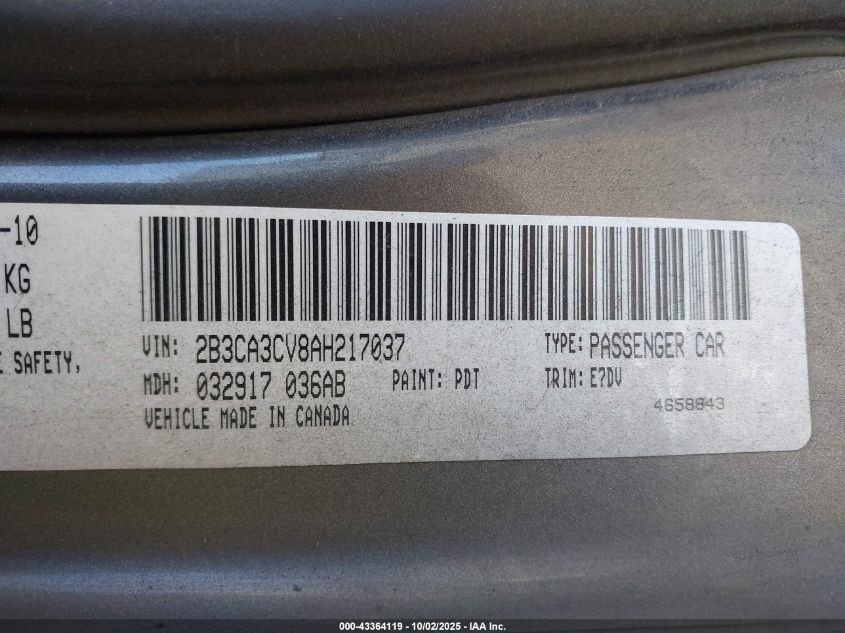 -10
KG
LB
E SAFETY,
VIN: 2B3CA3CV8AH217037
TYPE: PASSENGER CAR
MDH: 032917 036AB
PAINT: PDT
TRIM: E7DV
VEHICLE MADE IN CANADA
4658843
000-43364119 - 10/02/2025 - IAA Inc.